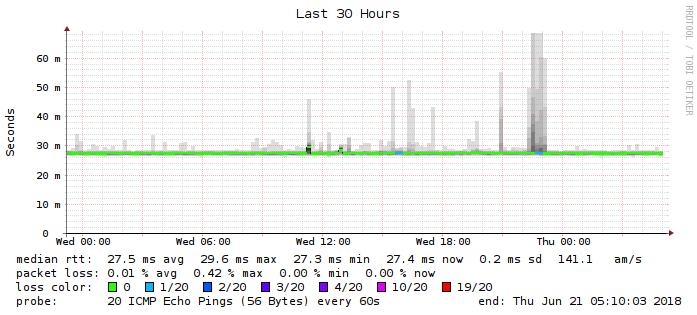 Last 30 Hours
RRDTOOL / TOBI OETIKER
Seconds
60 m
50 m
40 m
30 m
20 m
10 m
0
Wed 00:00 Wed 06:00 Wed 12:00 Wed 18:00 Thu 00:00
median rtt: 27.5 ms avg 29.6 ms max 27.3 ms min 27.4 ms now 0.2 ms sd 141.1 am/s
packet loss: 0.01 % avg 0.42 % max 0.00 % min 0.00 % now
loss color: 0 1/20 2/20 3/20 4/20 10/20 19/20
probe: 20 ICMP Echo Pings (56 Bytes) every 60s end: Thu Jun 21 05:10:03 2018